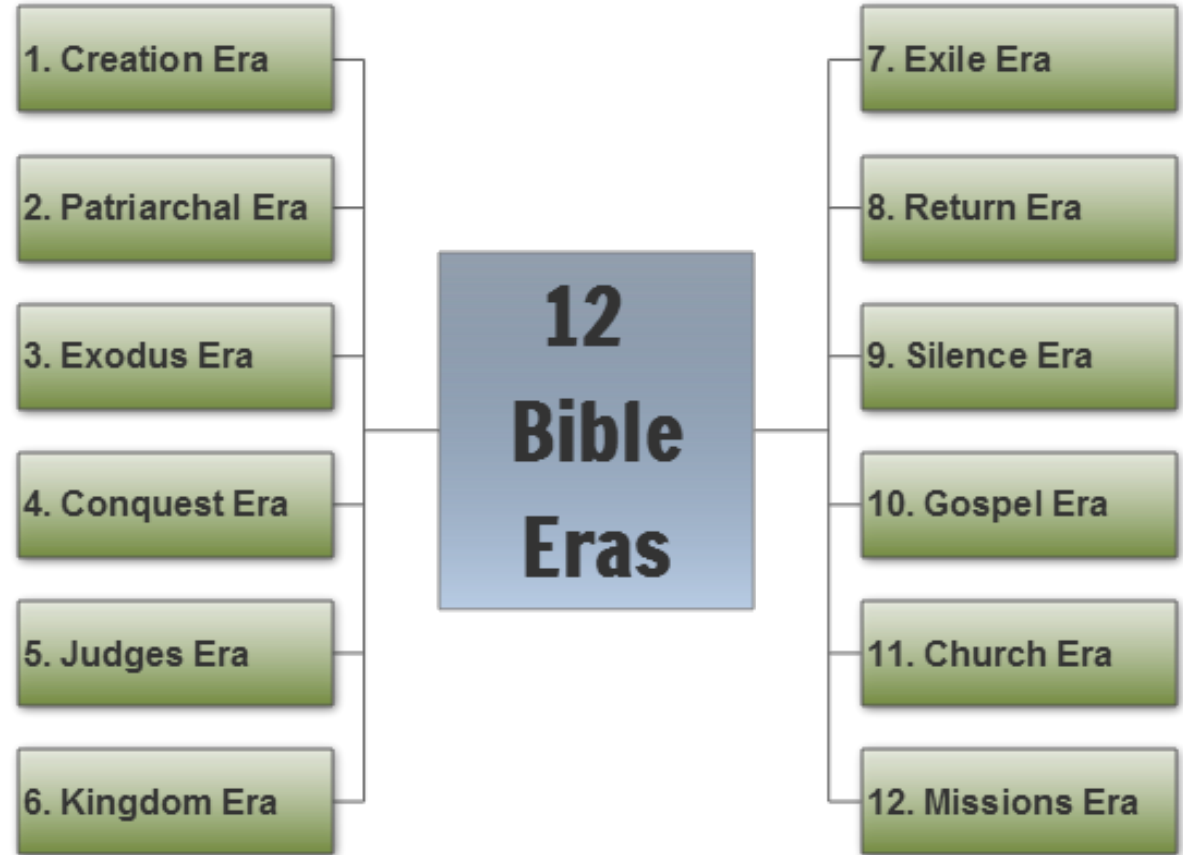 1. Creation Era
2. Patriarchal Era
3. Exodus Era
4. Conquest Era
5. Judges Era
6. Kingdom Era
12
Bible
Eras
7. Exile Era
8. Return Era
9. Silence Era
10. Gospel Era
11. Church Era
12. Missions Era